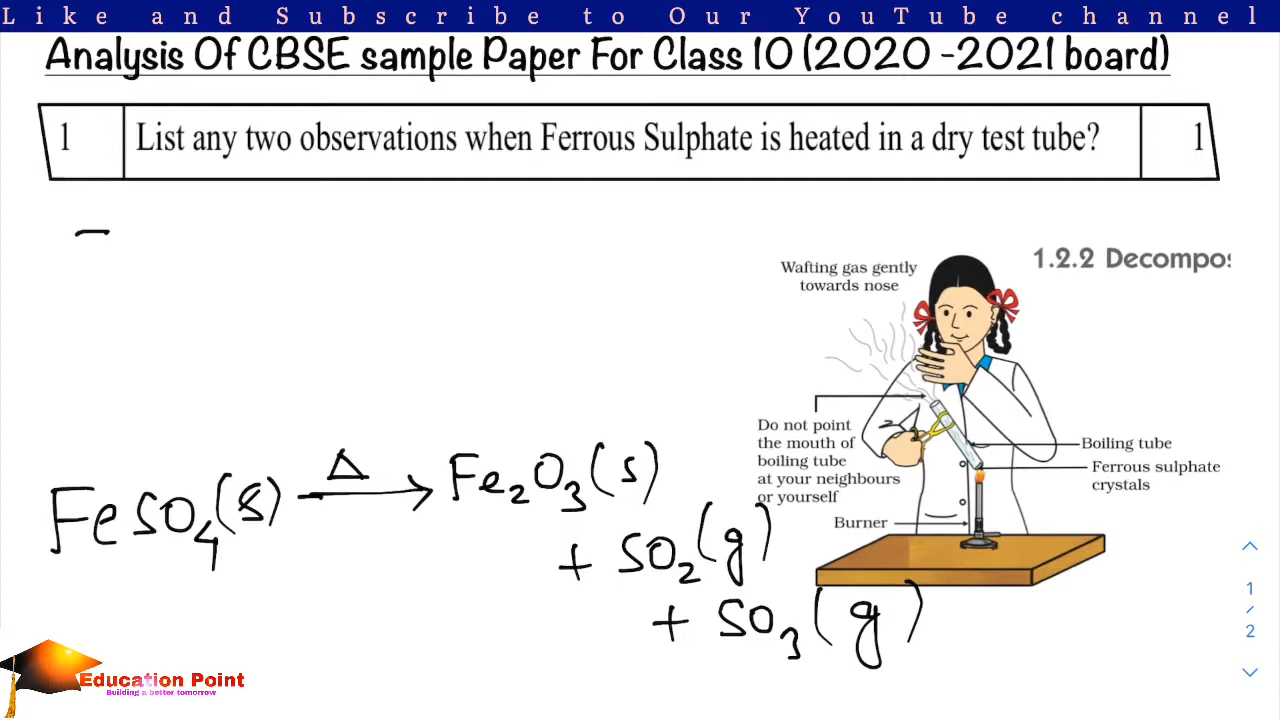 Like and Subscribe to Our YouTube channel
Analysis Of CBSE sample Paper For Class 10 (2020 -2021 board)
1 List any two observations when Ferrous Sulphate is heated in a dry test tube? 1
1.2.2 Decompos
Wafting gas gently
towards nose
Do not point
the mouth of
boiling tube
at your neighbours
or yourself
Boiling tube
Ferrous sulphate
crystals
Burner
FeSO4(s) Δ→ Fe2O3(s)
+ SO2(g)
+ SO3(g)
1
/
2
Education Point
Building a better tomorrow